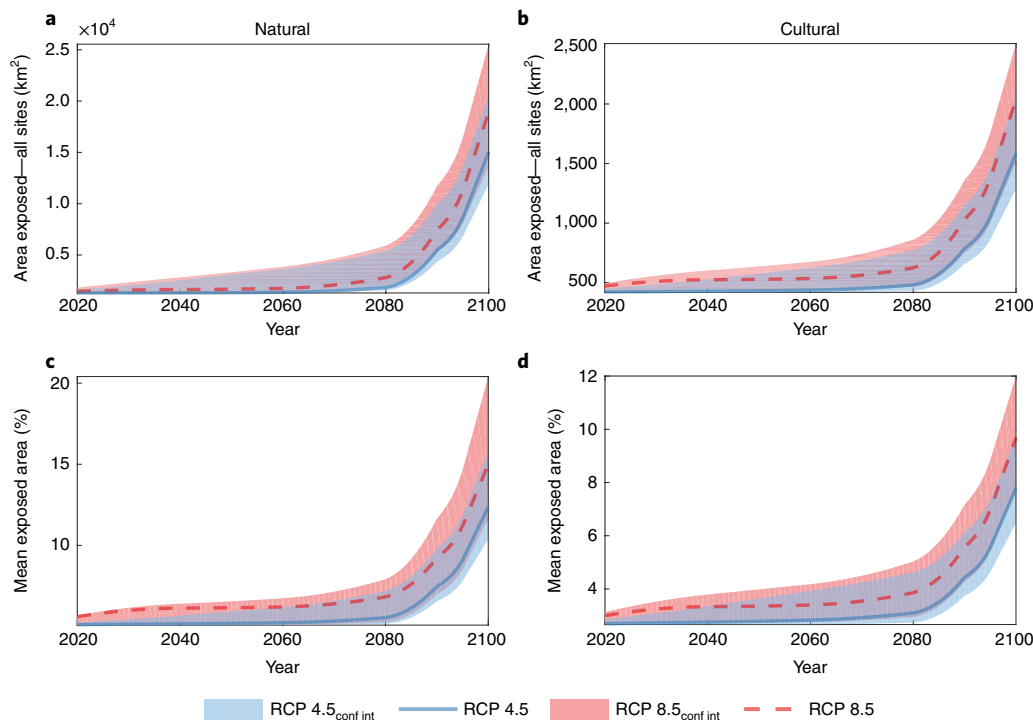 a
Natural
×10⁴
Area exposed—all sites (km²)
2.5
2.0
1.5
1.0
0.5
2020
2040
2060
2080
2100
Year
b
Cultural
Area exposed—all sites (km²)
2,500
2,000
1,500
1,000
500
2020
2040
2060
2080
2100
Year
c
Mean exposed area (%)
20
15
10
2020
2040
2060
2080
2100
Year
d
Mean exposed area (%)
12
10
8
6
4
2020
2040
2060
2080
2100
Year
RCP 4.5conf int
RCP 4.5
RCP 8.5conf int
RCP 8.5